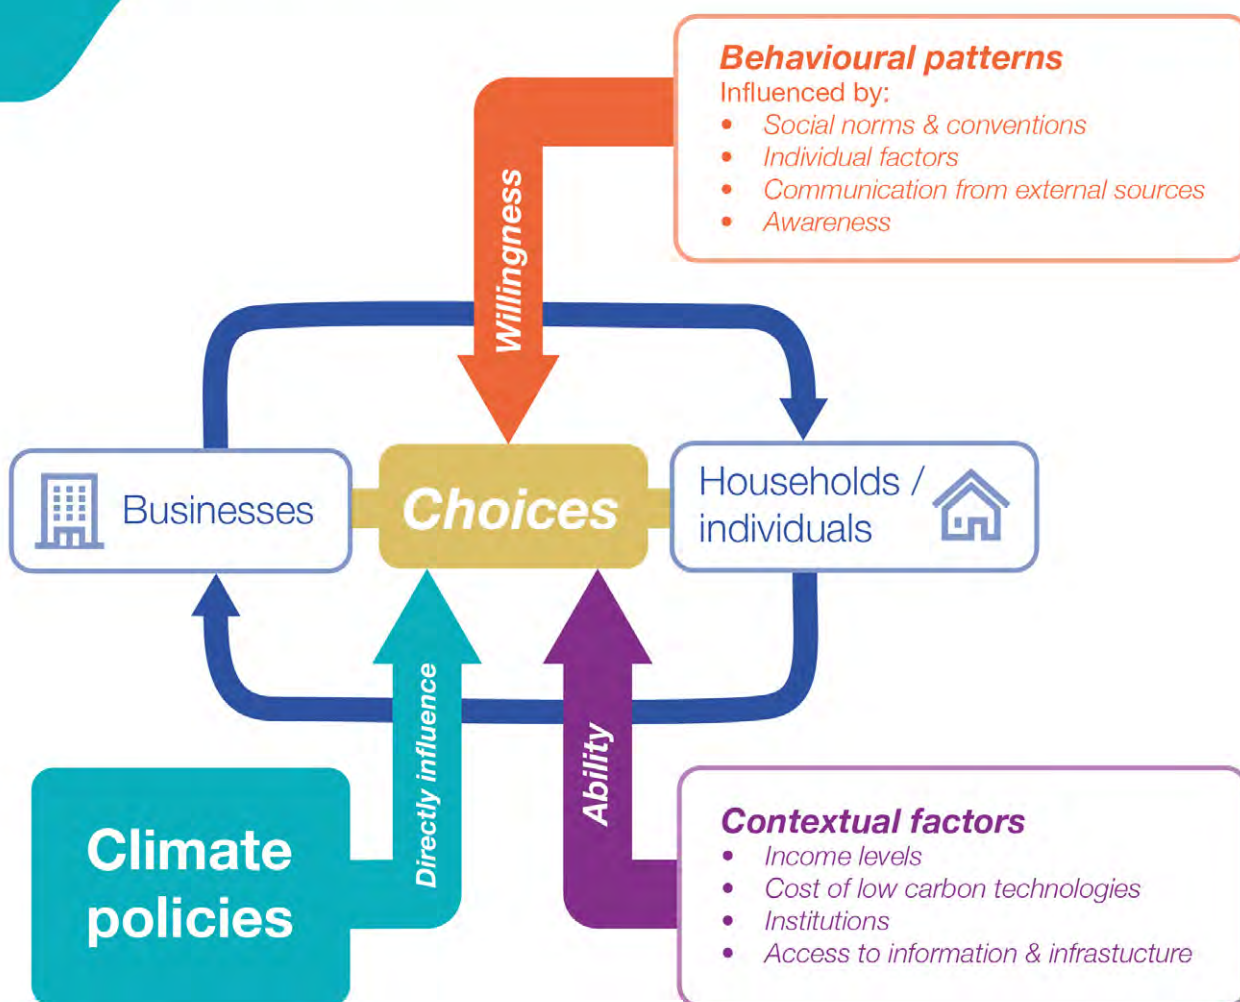 Behavioural patterns
Influenced by:
• Social norms & conventions
• Individual factors
• Communication from external sources
• Awareness
Willingness
Businesses
Choices
Households /
individuals
Directly influence
Ability
Climate
policies
Contextual factors
• Income levels
• Cost of low carbon technologies
• Institutions
• Access to information & infrastucture